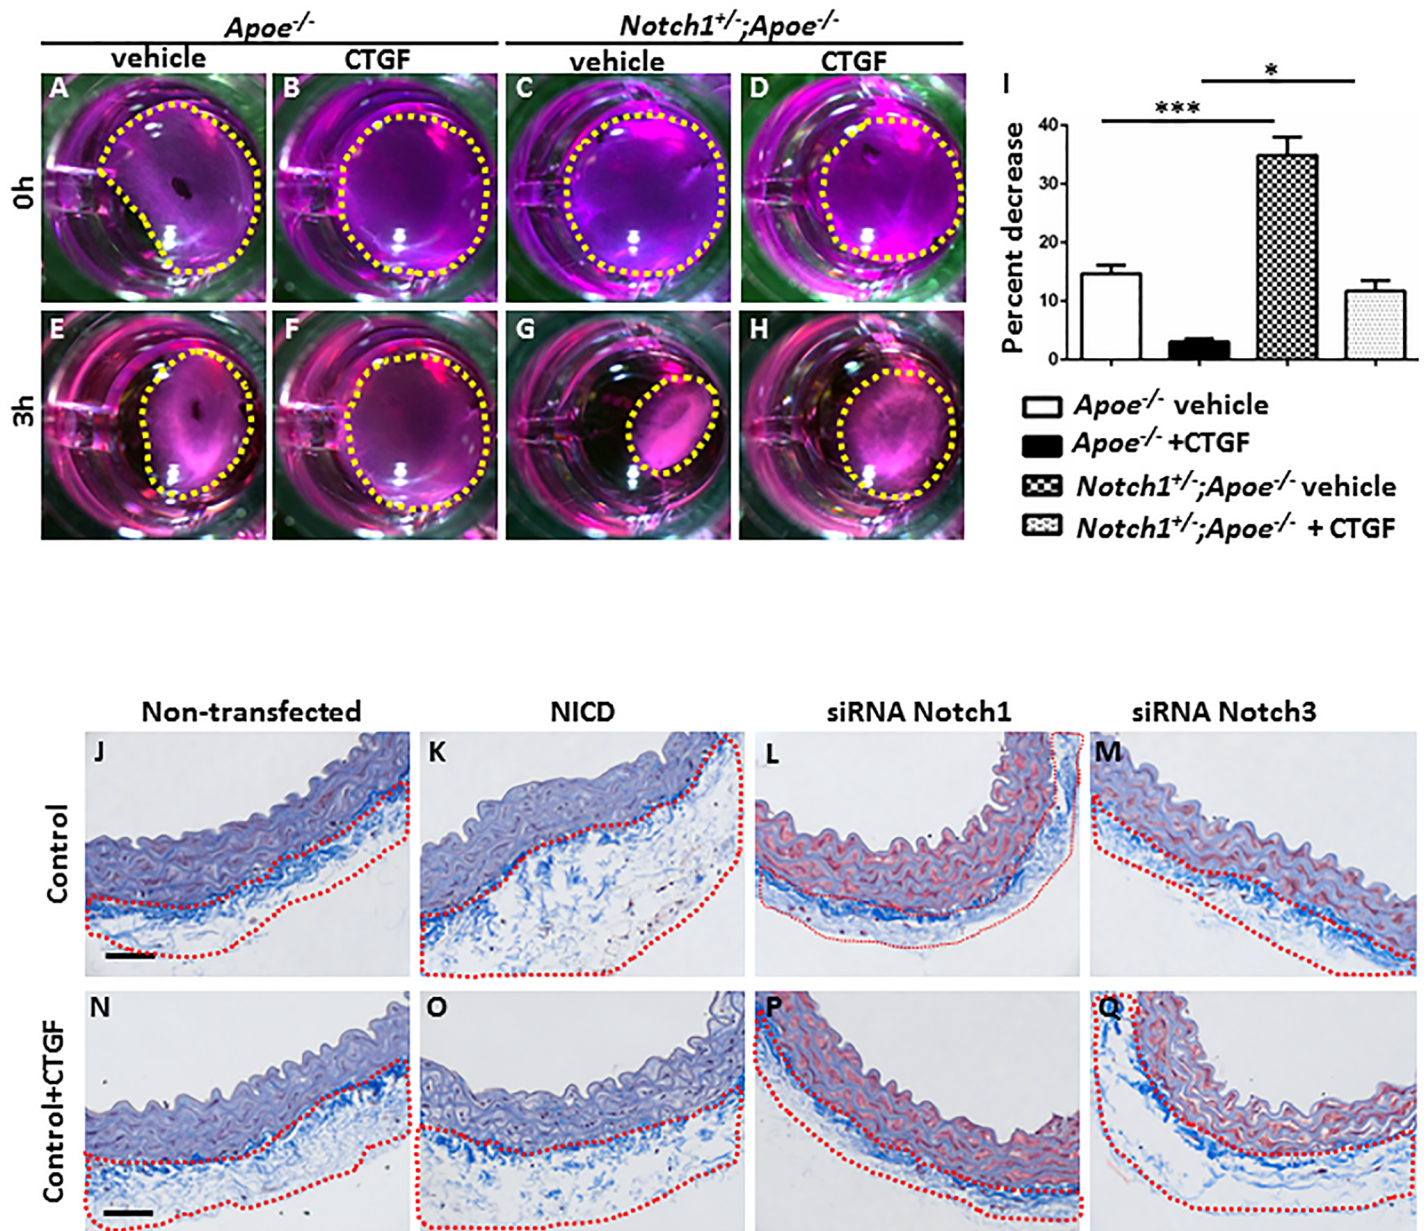 Apoe-/- Notch1+/-;Apoe-/-
vehicle CTGF vehicle CTGF
A B C D
0h
E F G H
3h
I
*
***
Percent decrease
40
30
20
10
0
Apoe-/- vehicle
Apoe-/- +CTGF
Notch1+/-;Apoe-/- vehicle
Notch1+/-;Apoe-/- + CTGF
Non-transfected NICD siRNA Notch1 siRNA Notch3
J K L M
Control
N O P Q
Control+CTGF